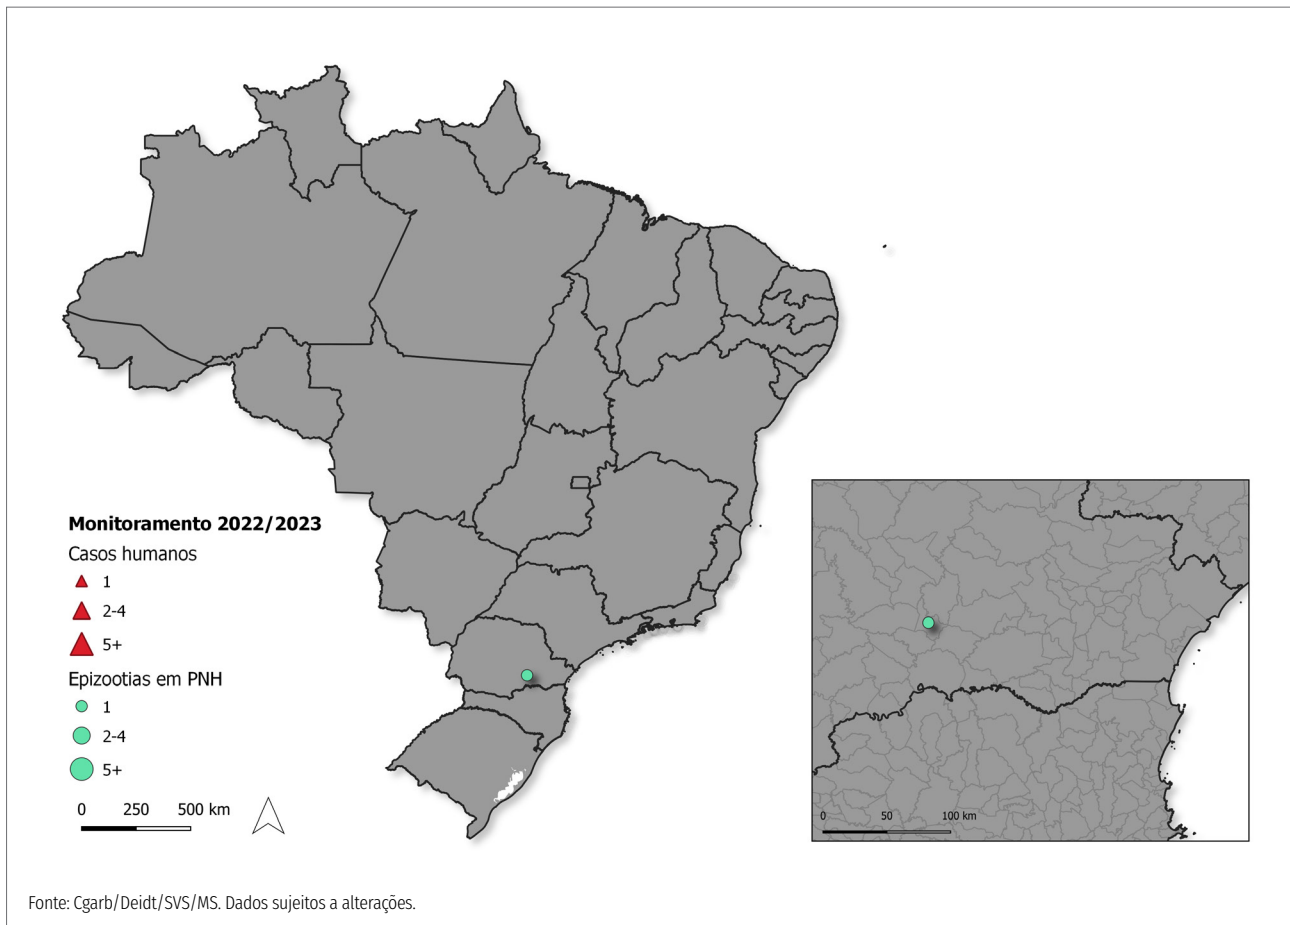 Monitoramento 2022/2023
Casos humanos
1
2-4
5+
Epizootias em PNH
1
2-4
5+
0 250 500 km
0 50 100 km
Fonte: Cgarb/Deidt/SVS/MS. Dados sujeitos a alterações.